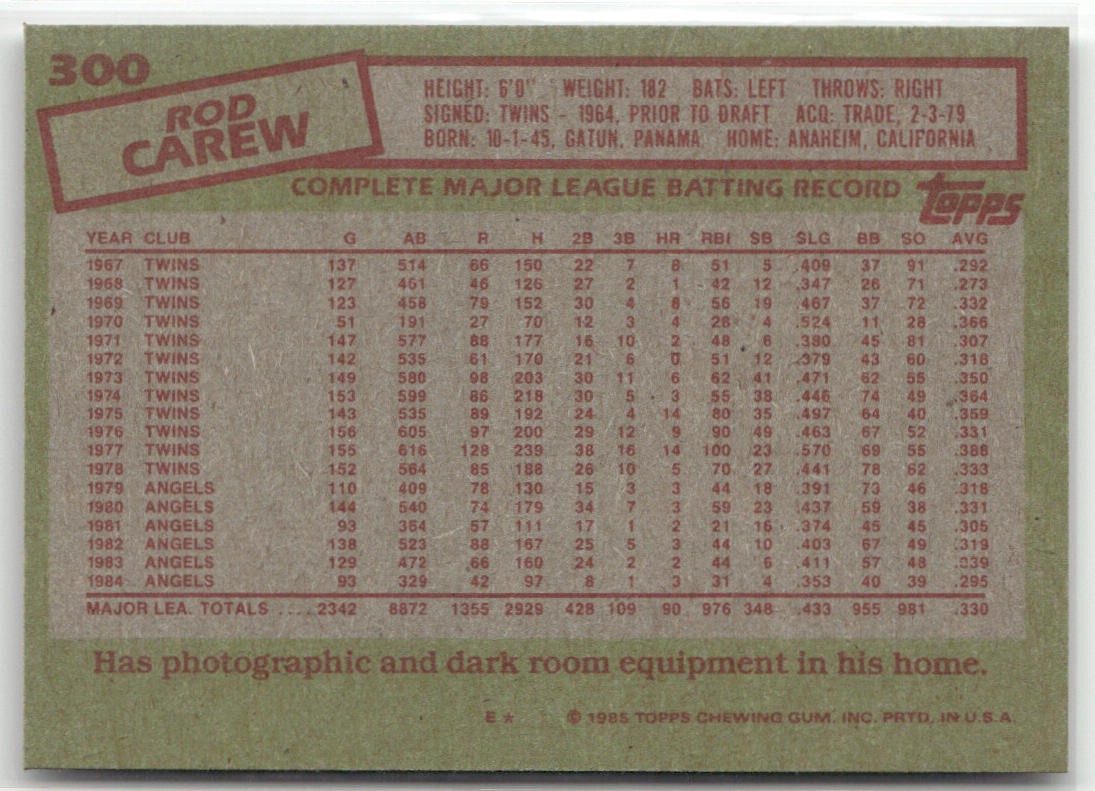 300
ROD
CAREW
HEIGHT: 6'0" WEIGHT: 182 BATS: LEFT THROWS: RIGHT
SIGNED: TWINS - 1964, PRIOR TO DRAFT ACQ: TRADE, 2-3-79
BORN: 10-1-45, GATUN, PANAMA HOME: ANAHEIM, CALIFORNIA
COMPLETE MAJOR LEAGUE BATTING RECORD
topps
YEAR CLUB G AB R H 2B 3B HR RBI SB SLG BB SO AVG
1967 TWINS 137 514 66 150 22 7 8 51 5 .409 37 91 .292
1968 TWINS 127 461 46 126 27 2 1 42 12 .347 26 71 .273
1969 TWINS 123 458 79 152 30 4 8 56 19 .467 37 72 .332
1970 TWINS 51 191 27 70 12 3 4 28 4 .524 11 28 .366
1971 TWINS 147 577 88 177 16 10 2 48 6 .380 45 81 .307
1972 TWINS 142 535 61 170 21 6 0 51 12 .379 43 60 .318
1973 TWINS 149 580 98 203 30 11 6 62 41 .471 62 55 .350
1974 TWINS 153 599 86 218 30 5 3 55 38 .446 74 49 .364
1975 TWINS 143 535 89 192 24 4 14 80 35 .497 64 40 .359
1976 TWINS 156 605 97 200 29 12 9 90 49 .463 67 52 .331
1977 TWINS 155 616 128 239 38 16 14 100 23 .570 69 55 .388
1978 TWINS 152 564 85 188 26 10 5 70 27 .441 78 62 .333
1979 ANGELS 110 409 78 130 15 3 3 44 18 .391 73 46 .318
1980 ANGELS 144 540 74 179 34 7 3 59 23 .437 59 38 .331
1981 ANGELS 93 364 57 111 17 1 2 21 16 .374 45 45 .305
1982 ANGELS 138 523 88 167 25 5 3 44 10 .403 67 49 .319
1983 ANGELS 129 472 66 160 24 2 2 44 6 .411 57 48 .339
1984 ANGELS 93 329 42 97 8 1 3 31 4 .353 40 39 .295
MAJOR LEA. TOTALS .... 2342 8872 1355 2929 428 109 90 976 348 .433 955 981 .330
Has photographic and dark room equipment in his home.
E * © 1985 TOPPS CHEWING GUM, INC. PRTD. IN U.S.A.